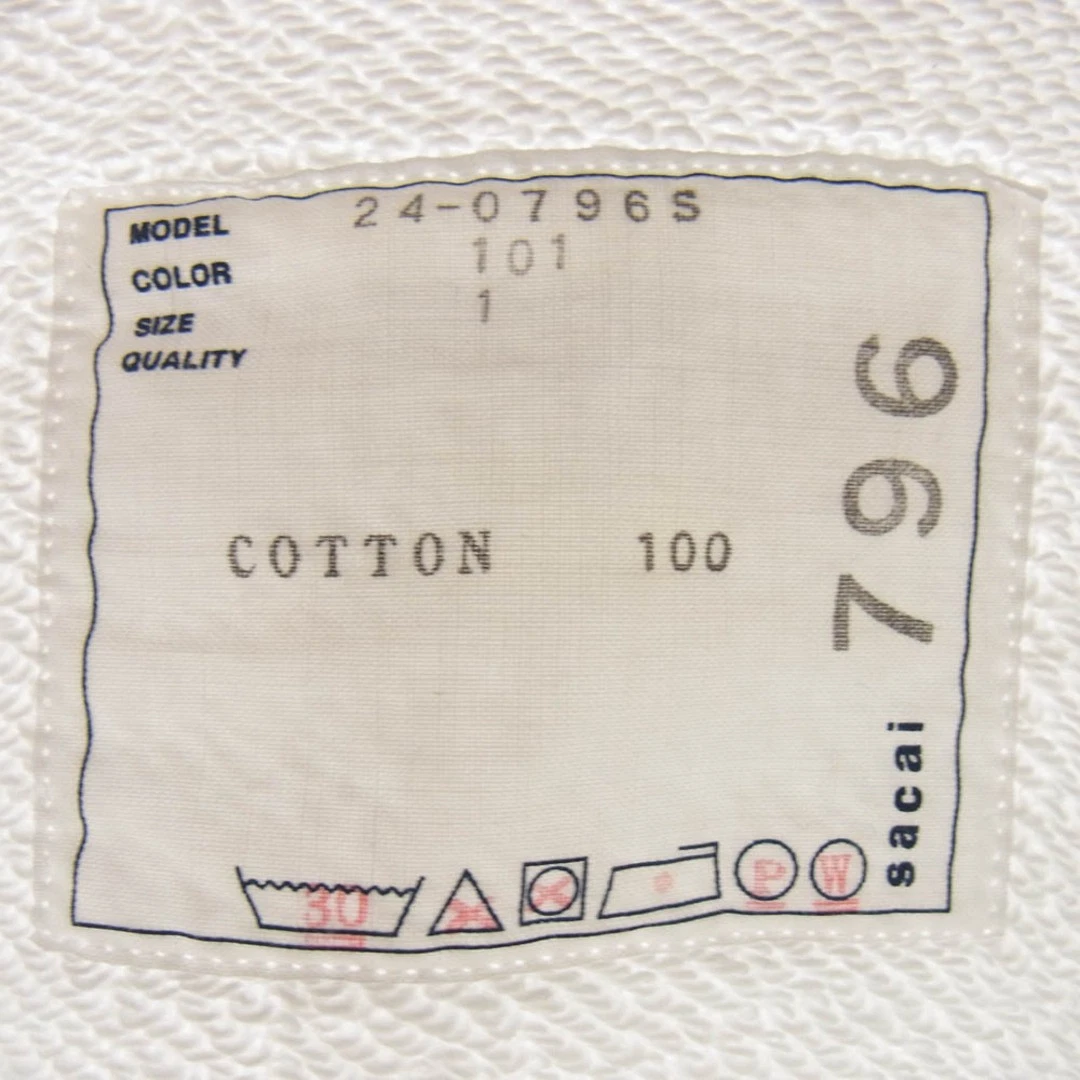 MODEL 24-0796S
COLOR 101
SIZE 1
QUALITY
COTTON 100
796
sacai
30
P
W